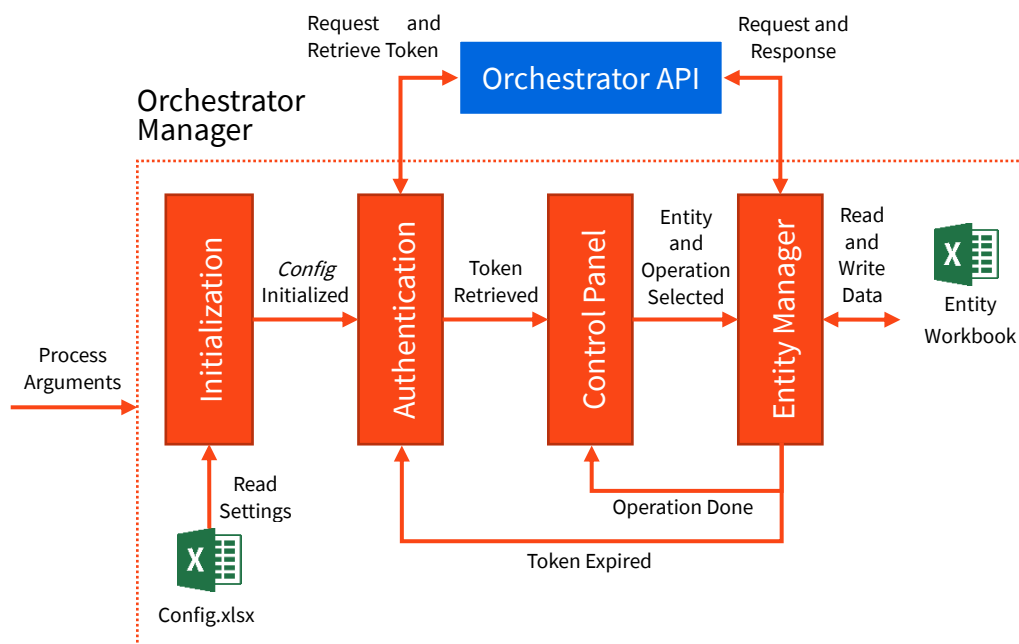 Request and
Retrieve Token
Request and
Response
Orchestrator API
Orchestrator
Manager
Initialization
Config
Initialized
Authentication
Token
Retrieved
Control Panel
Entity
and
Operation
Selected
Entity Manager
Read
and
Write
Data
X
Entity
Workbook
Process
Arguments
Read
Settings
X
Config.xlsx
Operation Done
Token Expired